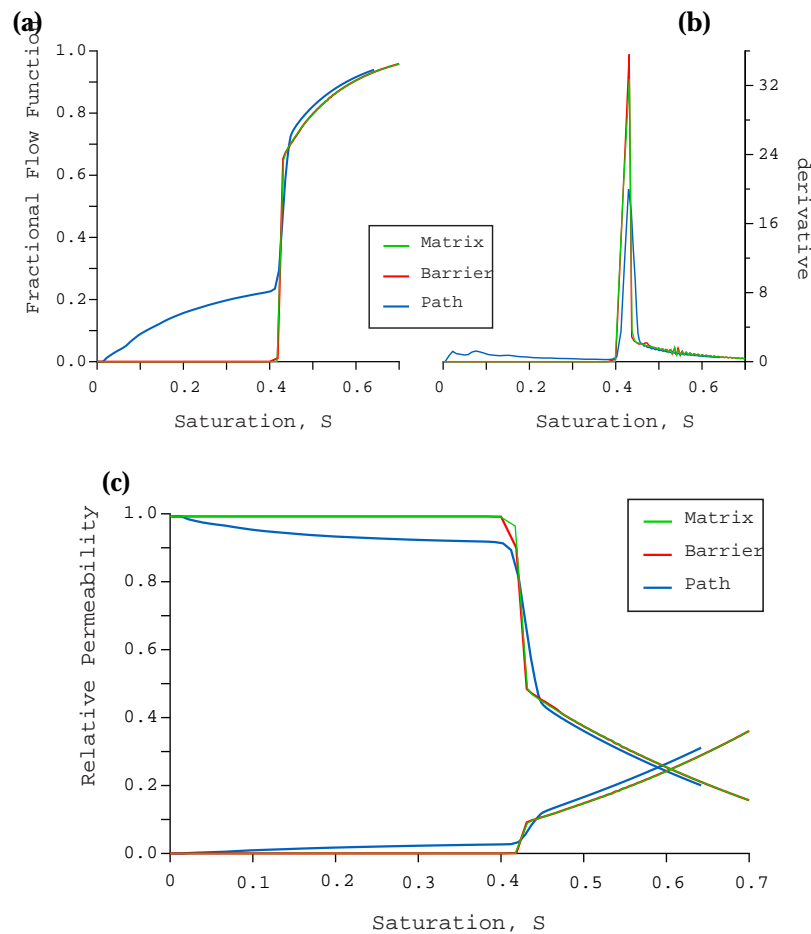 (a)
Fractional Flow Function
1.0
0.8
0.6
0.4
0.2
0.0
0
0.2
0.4
0.6
Saturation, S
Matrix
Barrier
Path
(b)
32
24
16
8
0
derivative
0
0.2
0.4
0.6
Saturation, S
(c)
Relative Permeability
1.0
0.8
0.6
0.4
0.2
0.0
0
0.1
0.2
0.3
0.4
0.5
0.6
0.7
Saturation, S
Matrix
Barrier
Path